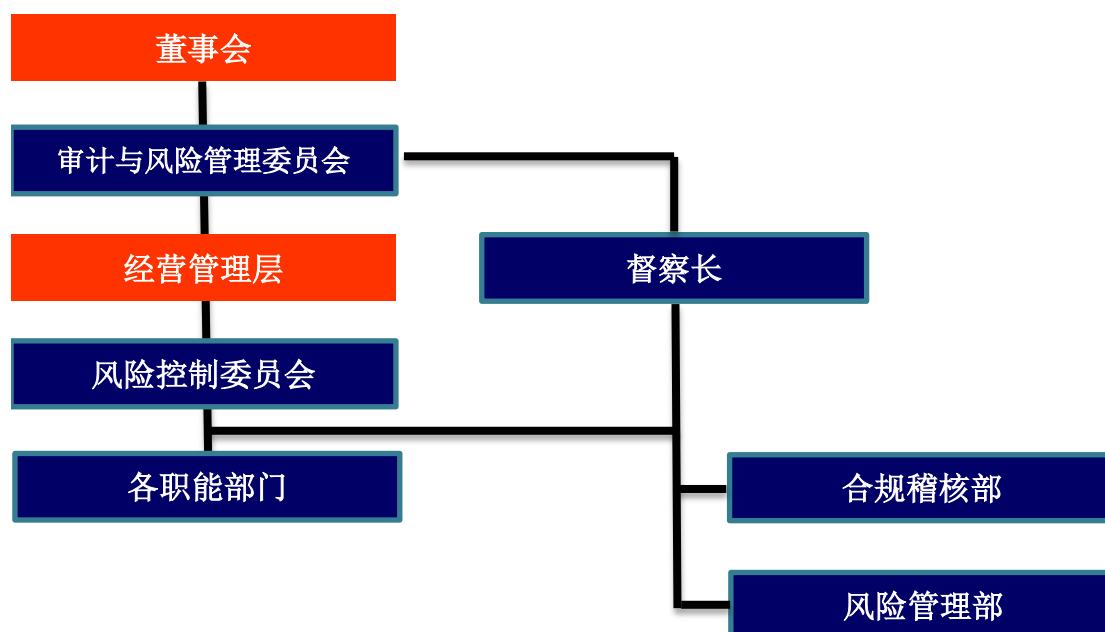 董事会
审计与风险管理委员会
经营管理层
督察长
风险控制委员会
各职能部门
合规稽核部
风险管理部